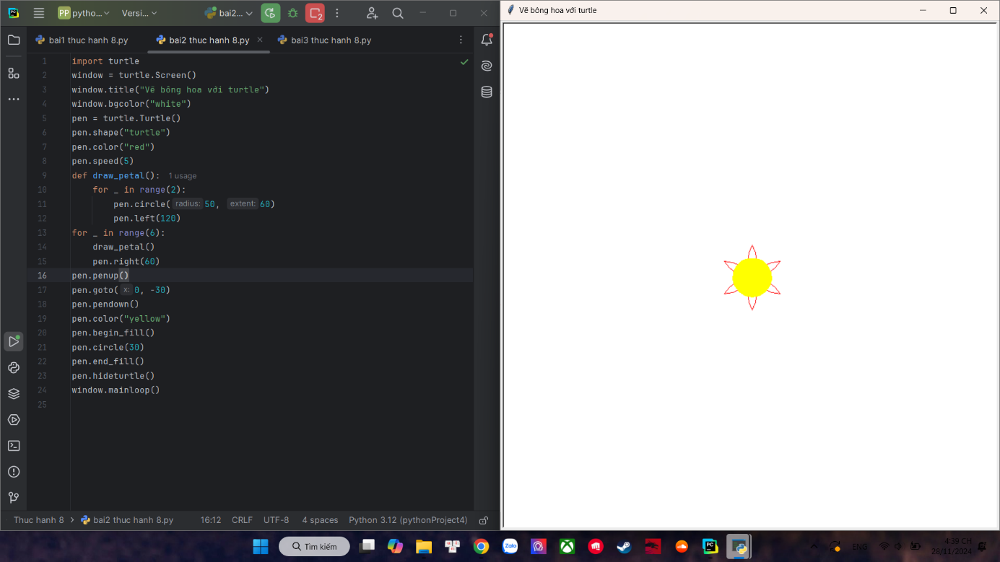 PP pytho...
Versi...
bai2...
2
bai1 thuc hanh 8.py
bai2 thuc hanh 8.py
bai3 thuc hanh 8.py
1 import turtle
2 window = turtle.Screen()
3 window.title("Vẽ bông hoa với turtle")
4 window.bgcolor("white")
5 pen = turtle.Turtle()
6 pen.shape("turtle")
7 pen.color("red")
8 pen.speed(5)
9 def draw_petal(): 1 usage
10 for _ in range(2):
11 pen.circle( radius: 50, extent: 60)
12 pen.left(120)
13 for _ in range(6):
14 draw_petal()
15 pen.right(60)
16 pen.penup()
17 pen.goto( x: 0, -30)
18 pen.pendown()
19 pen.color("yellow")
20 pen.begin_fill()
21 pen.circle(30)
22 pen.end_fill()
23 pen.hideturtle()
24 window.mainloop()
25
Thuc hanh 8 > bai2 thuc hanh 8.py 16:12 CRLF UTF-8 4 spaces Python 3.12 (pythonProject4)
Vẽ bông hoa với turtle
Tìm kiếm
Zalo
ENG
4:39 CH
28/11/2024